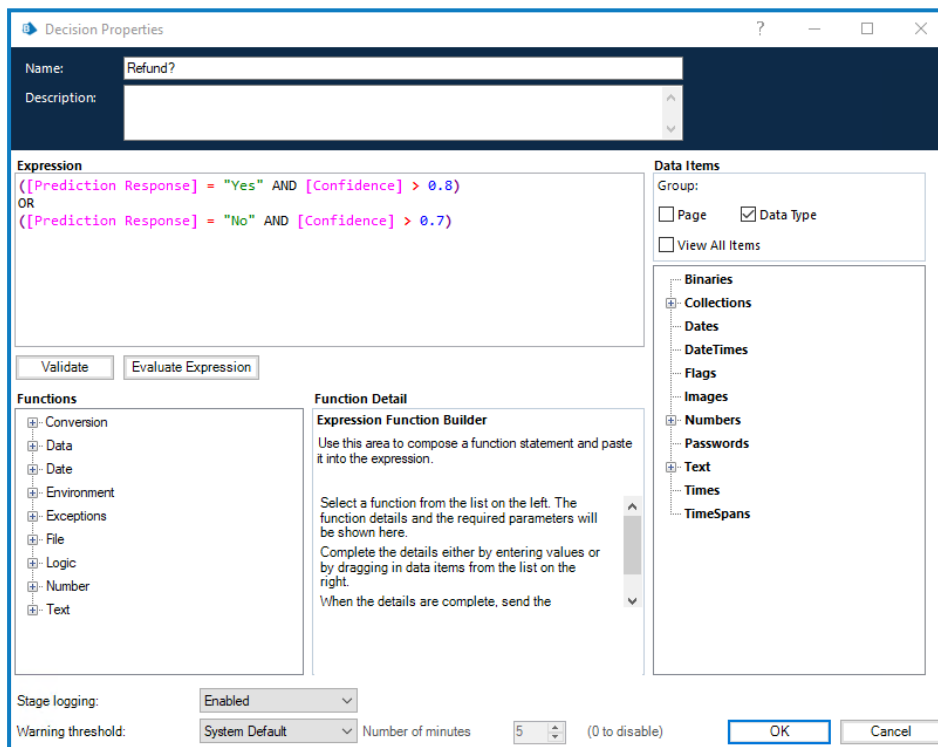 Decision Properties
?
Name:
Refund?
Description:
Expression
([Prediction Response] = "Yes" AND [Confidence] > 0.8)
OR
([Prediction Response] = "No" AND [Confidence] > 0.7)
Validate
Evaluate Expression
Data Items
Group:
Page
Data Type
View All Items
Binaries
Collections
Dates
DateTimes
Flags
Images
Numbers
Passwords
Text
Times
TimeSpans
Functions
Conversion
Data
Date
Environment
Exceptions
File
Logic
Number
Text
Function Detail
Expression Function Builder
Use this area to compose a function statement and paste
it into the expression.
Select a function from the list on the left. The
function details and the required parameters will
be shown here.
Complete the details either by entering values or
by dragging in data items from the list on the
right.
When the details are complete, send the
Stage logging:
Enabled
Warning threshold:
System Default
Number of minutes
5
(0 to disable)
OK
Cancel